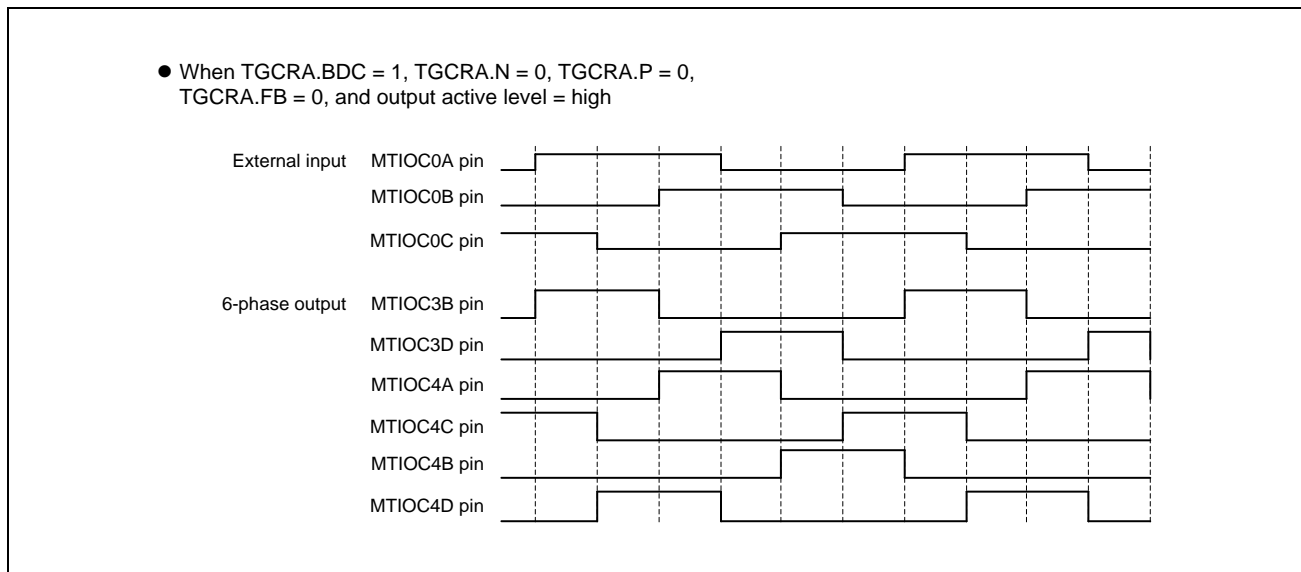 ● When TGCRA.BDC = 1, TGCRA.N = 0, TGCRA.P = 0,
TGCRA.FB = 0, and output active level = high
External input MTIOC0A pin
MTIOC0B pin
MTIOC0C pin
6-phase output MTIOC3B pin
MTIOC3D pin
MTIOC4A pin
MTIOC4C pin
MTIOC4B pin
MTIOC4D pin